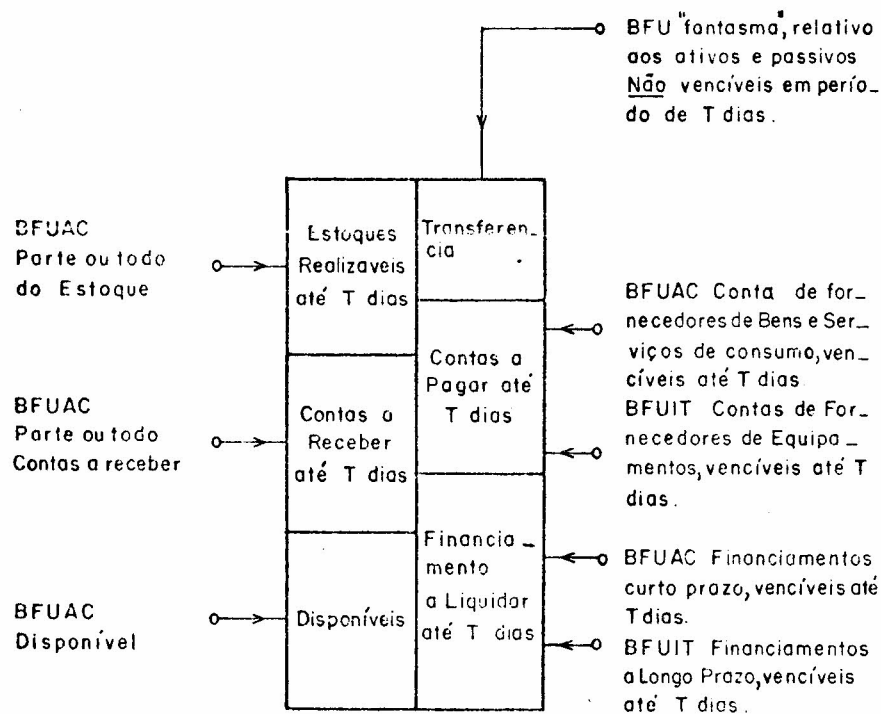 BFU "fantasma", relativo
aos ativos e passivos
Não vencíveis em perío_
do de T dias.
BFUAC
Parte ou todo
do Estoque
Estoques
Realizaveis
até T dias
Transferen_
cia
BFUAC Conta de for_
necedores de Bens e Ser_
viços de consumo, ven_
cíveis até T dias
Contas a
Pagar até
T dias
BFUIT Contas de For_
necedores de Equipa_
mentos, vencíveis até T
dias.
BFUAC
Parte ou todo
Contas a receber
Contas a
Receber
até T dias
Financia_
mento
a Liquidar
até T dias
BFUAC Financiamentos
curto prazo, vencíveis até
T dias.
BFUAC
Disponível
Disponíveis
BFUIT Financiamentos
a Longo Prazo, vencíveis
até T dias.